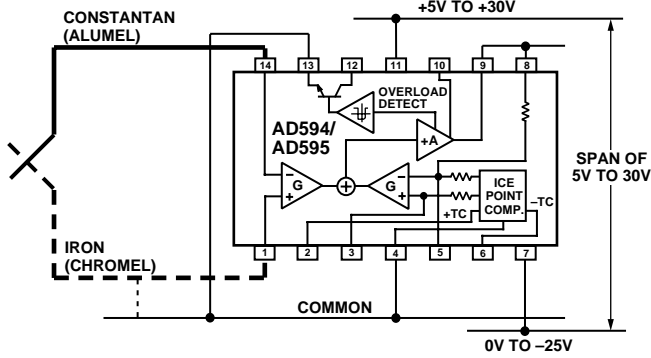 CONSTANTAN
(ALUMEL)
+5V TO +30V
14
13
12
11
10
9
8
OVERLOAD
DETECT
AD594/
AD595
+A
SPAN OF
5V TO 30V
–
G
+
–
G
+
ICE
POINT
COMP.
+TC
–TC
IRON
(CHROMEL)
1
2
3
4
5
6
7
COMMON
0V TO –25V